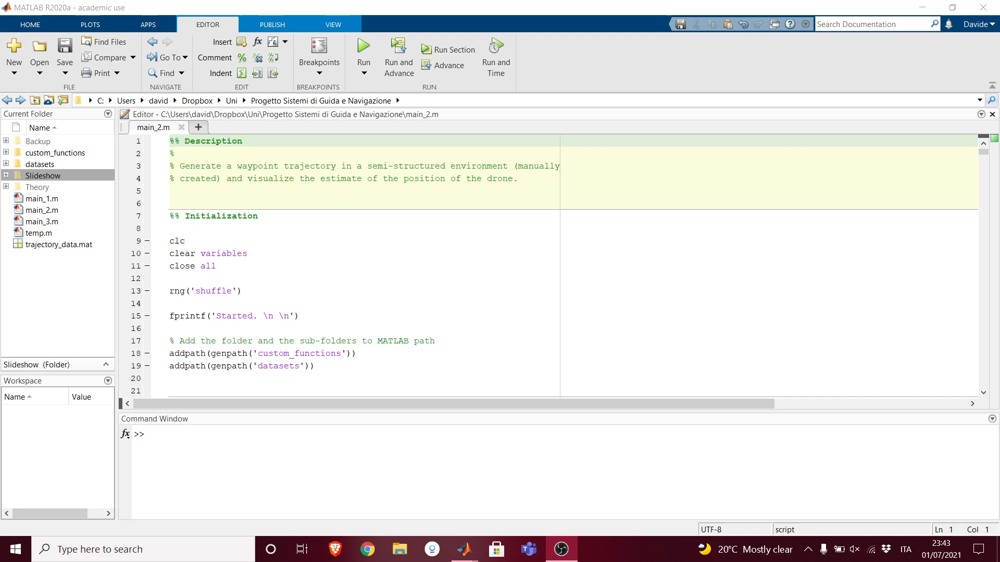 MATLAB R2020a - academic use
HOME PLOTS APPS EDITOR PUBLISH VIEW
Search Documentation
Davide
New
Open
Save
Find Files
Compare
Print
FILE
Go To
Find
NAVIGATE
Insert
Comment
Indent
fx
EDIT
Breakpoints
BREAKPOINTS
Run
Run and
Advance
Run Section
Advance
Run and
Time
RUN
C: Users david Dropbox Uni Progetto Sistemi di Guida e Navigazione
Current Folder
Name
Backup
custom_functions
datasets
Slideshow
Theory
main_1.m
main_2.m
main_3.m
temp.m
trajectory_data.mat
Slideshow (Folder)
Workspace
Name Value
Editor - C:\Users\david\Dropbox\Uni\Progetto Sistemi di Guida e Navigazione\main_2.m
main_2.m
1 %% Description
2 %
3 % Generate a waypoint trajectory in a semi-structured environment (manually
4 % created) and visualize the estimate of the position of the drone.
5
6
7 %% Initialization
8
9 – clc
10 – clear variables
11 – close all
12
13 – rng('shuffle')
14
15 – fprintf('Started. \n \n')
16
17 % Add the folder and the sub-folders to MATLAB path
18 – addpath(genpath('custom_functions'))
19 – addpath(genpath('datasets'))
20
21
Command Window
fx >>
UTF-8
script
Ln 1 Col 1
Type here to search
20°C Mostly clear
ITA
23:43
01/07/2021